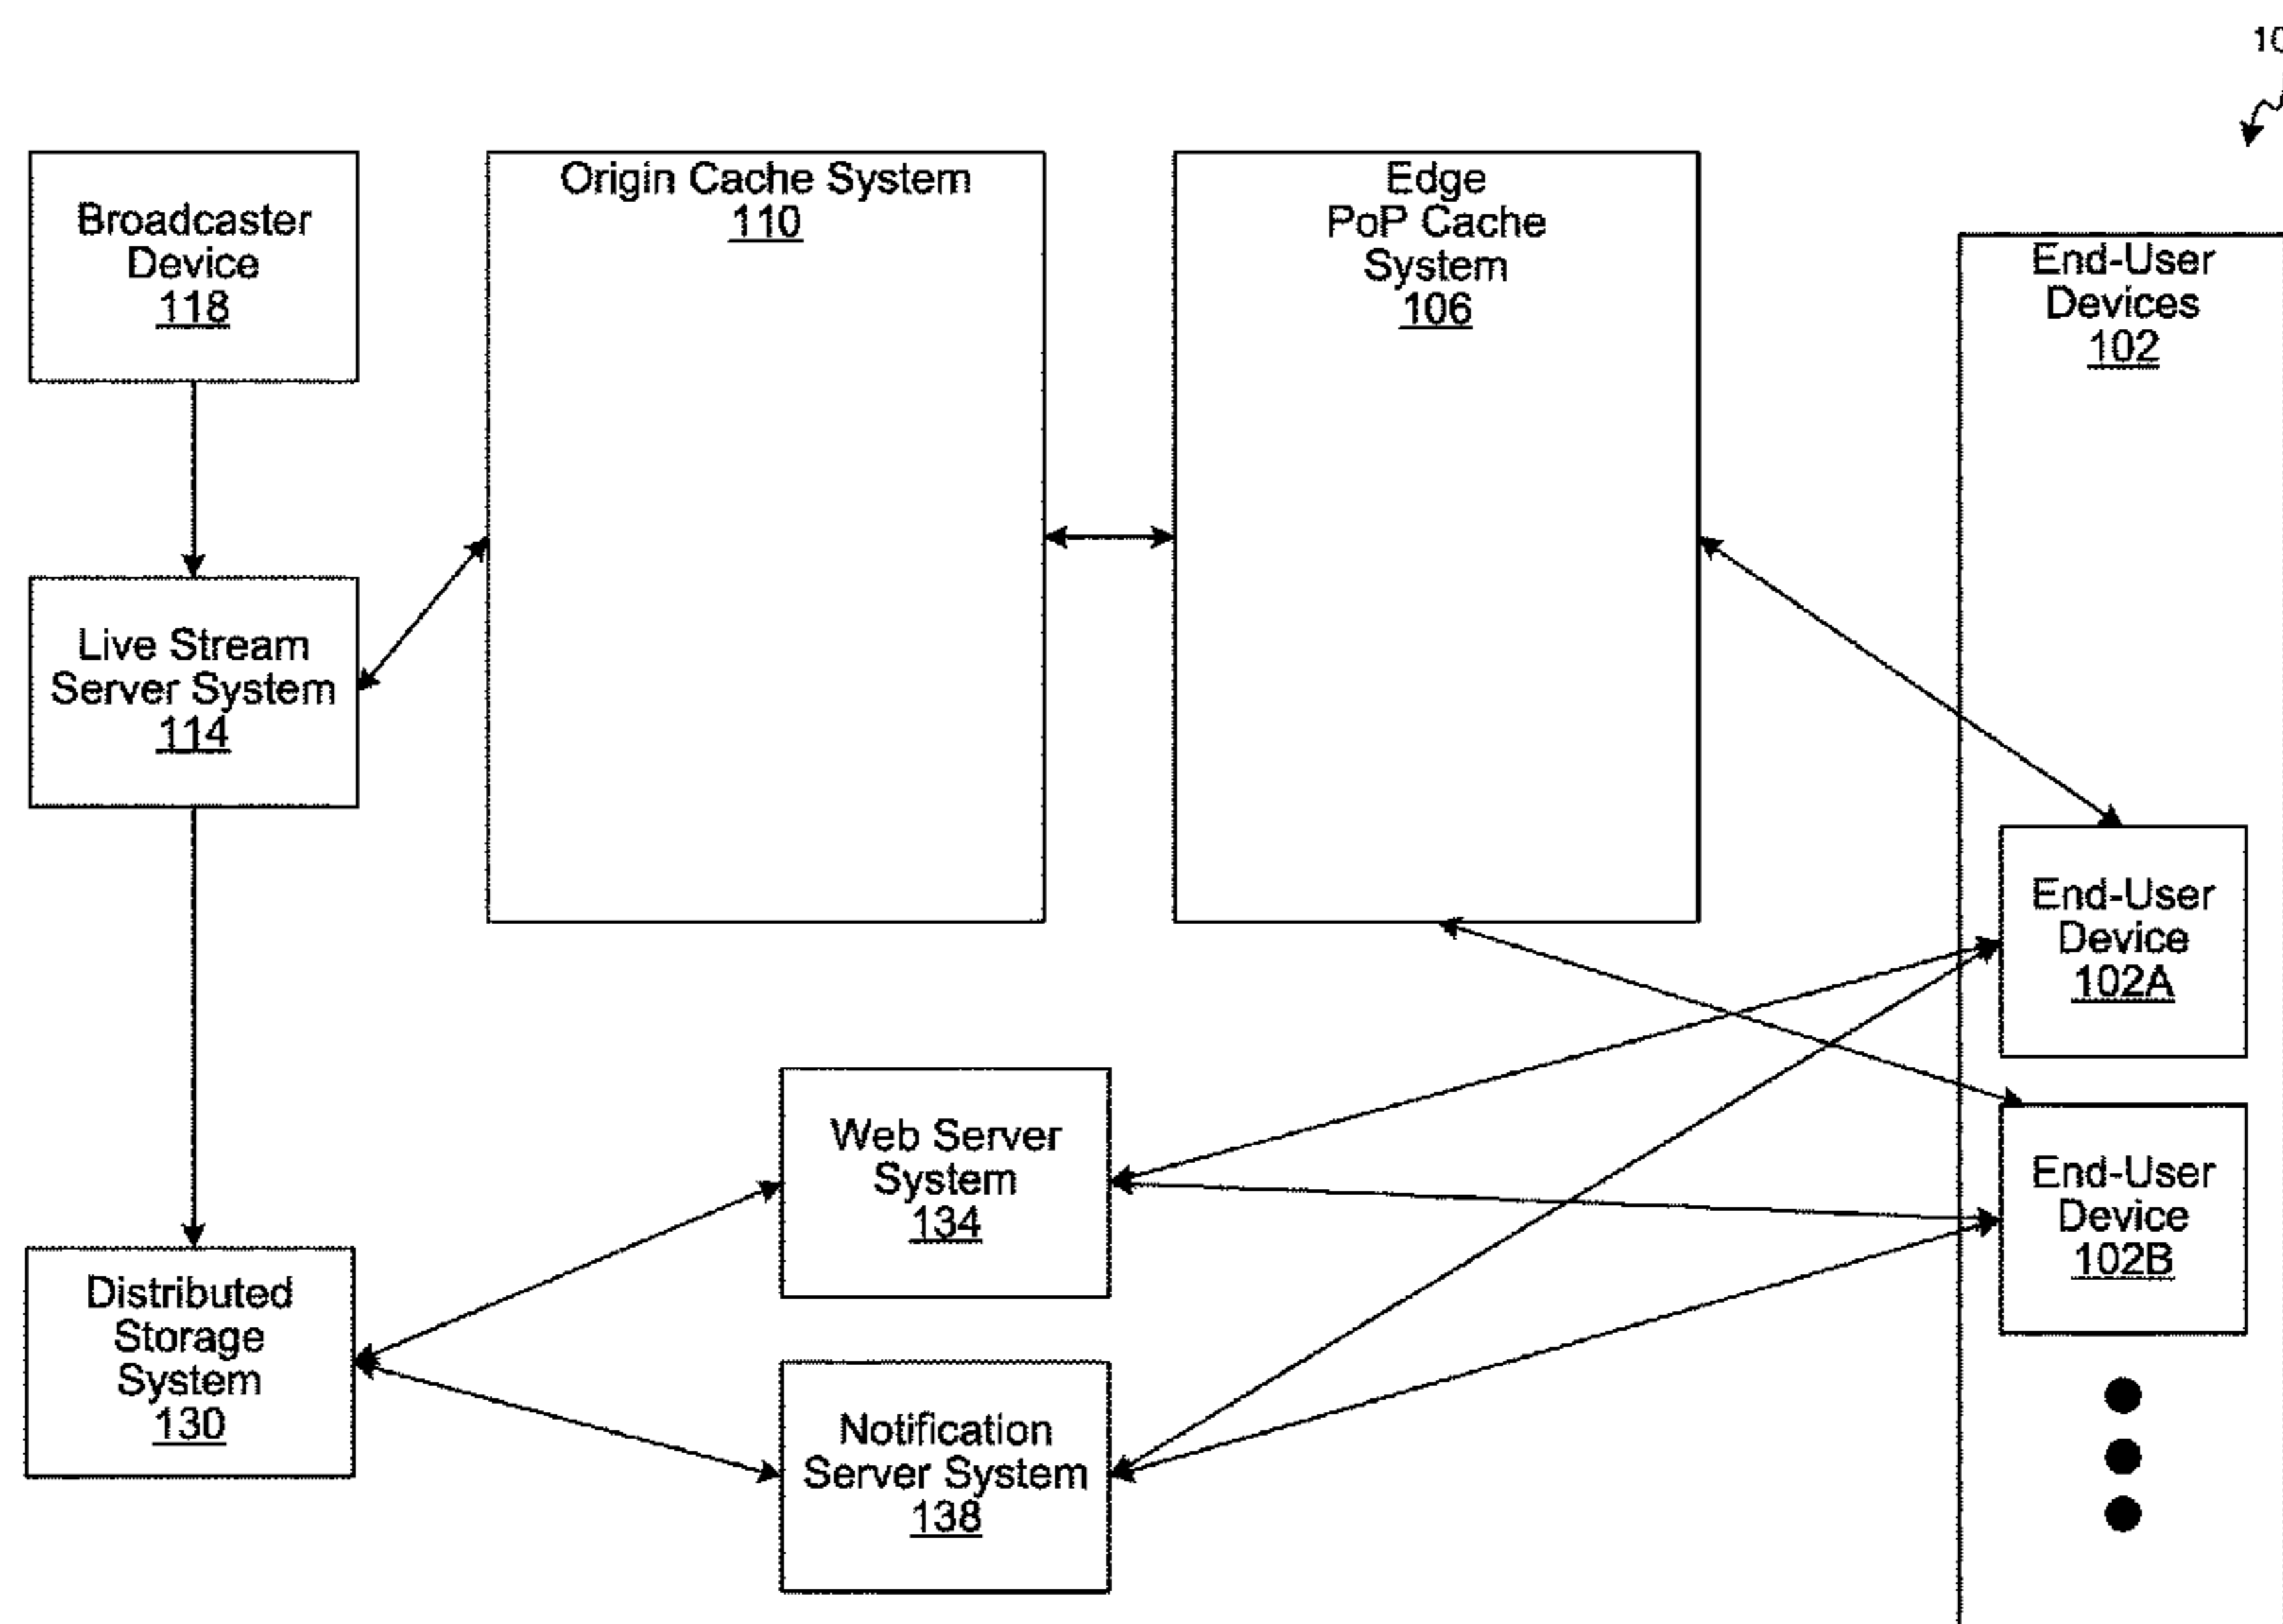 Broadcaster
Device
118
Origin Cache System
110
Edge
PoP Cache
System
106
End-User
Devices
102
Live Stream
Server System
114
End-User
Device
102A
Web Server
System
134
End-User
Device
102B
Distributed
Storage
System
130
Notification
Server System
138